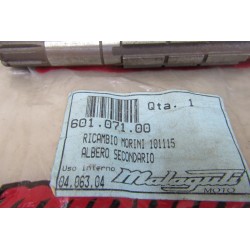 Qta. 1
601.071.00
RICAMBIO MORINI 101115
ALBERO SECONDARIO
Uso interno
04.063.04
Malaguti
MOTO